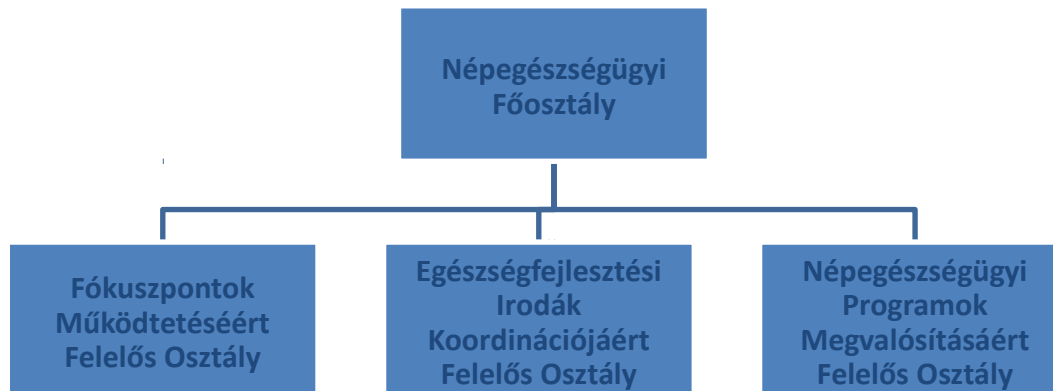 Népegészségügyi
Főosztály
Fókuszpontok
Működtetéséért
Felelős Osztály
Egészségfejlesztési
Irodák
Koordinációjáért
Felelős Osztály
Népegészségügyi
Programok
Megvalósításáért
Felelős Osztály